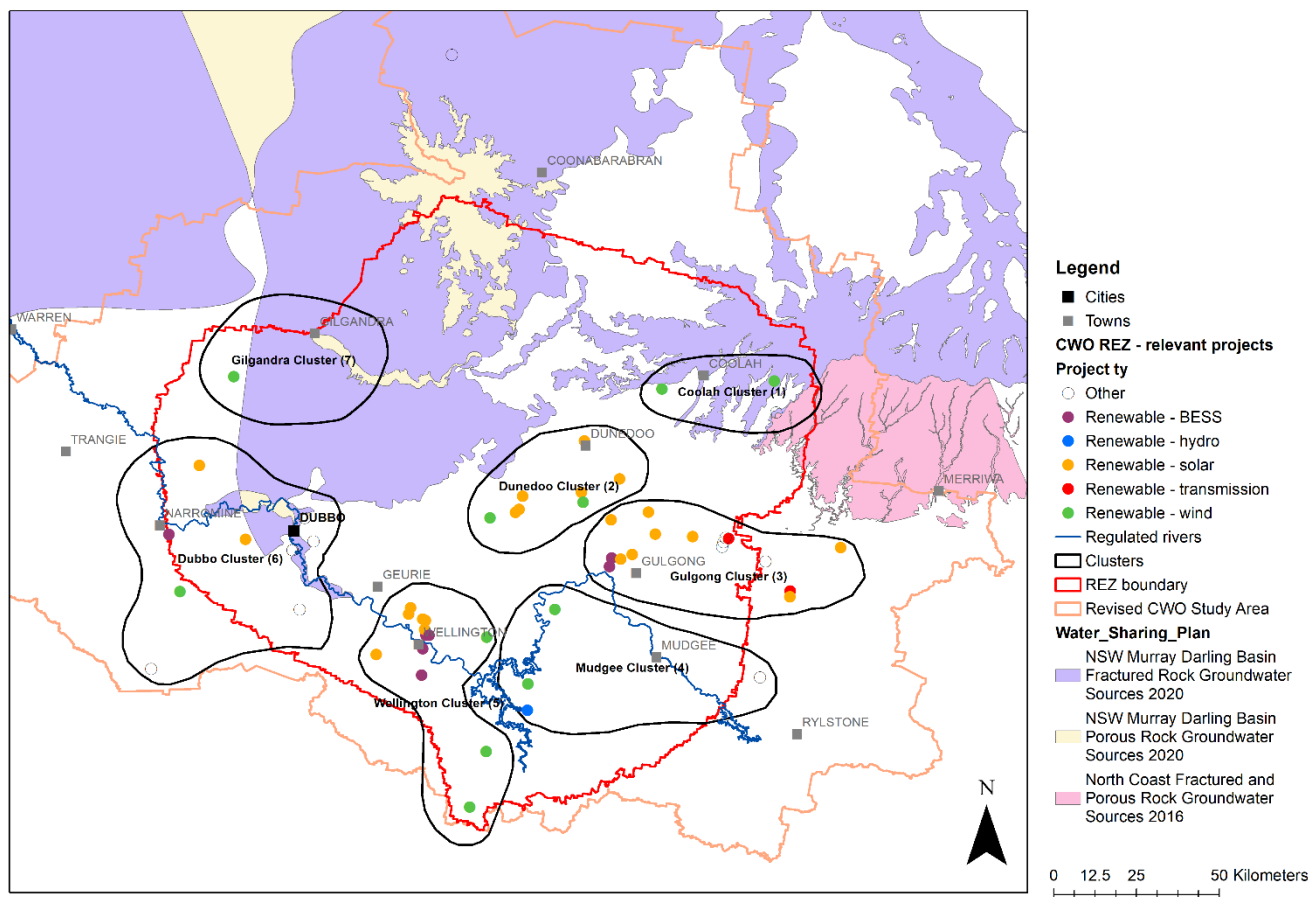 COONABARABRAN
WARREN
GILGANDRA
Gilgandra Cluster (7)
COOLAH
Coolah Cluster (1)
TRANGIE
DUNEDOO
Dunedoo Cluster (2)
MERRIWA
NARROMINE
DUBBO
Dubbo Cluster (6)
GULGONG
Gulgong Cluster (3)
GEURIE
WELLINGTON
MUDGEE
Mudgee Cluster (4)
Wellington Cluster (5)
RYLSTONE
N
Legend
Cities
Towns
CWO REZ - relevant projects
Project ty
Other
Renewable - BESS
Renewable - hydro
Renewable - solar
Renewable - transmission
Renewable - wind
Regulated rivers
Clusters
REZ boundary
Revised CWO Study Area
Water_Sharing_Plan
NSW Murray Darling Basin
Fractured Rock Groundwater
Sources 2020
NSW Murray Darling Basin
Porous Rock Groundwater
Sources 2020
North Coast Fractured and
Porous Rock Groundwater
Sources 2016
0 12.5 25 50 Kilometers